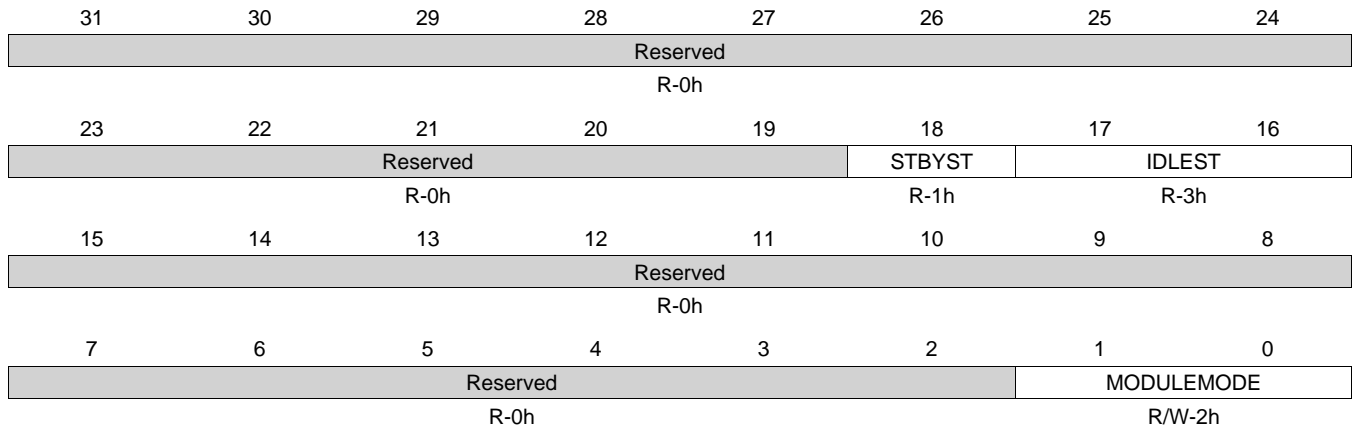 31 30 29 28 27 26 25 24
Reserved
R-0h
23 22 21 20 19 18 17 16
Reserved STBYST IDLEST
R-0h R-1h R-3h
15 14 13 12 11 10 9 8
Reserved
R-0h
7 6 5 4 3 2 1 0
Reserved MODULEMODE
R-0h R/W-2h